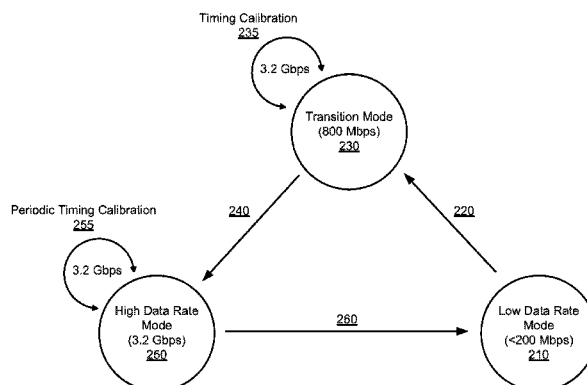 Timing Calibration
235
3.2 Gbps
Transition Mode
(800 Mbps)
230
240
220
Periodic Timing Calibration
255
3.2 Gbps
High Data Rate
Mode
(3.2 Gbps)
250
260
Low Data Rate
Mode
(<200 Mbps)
210